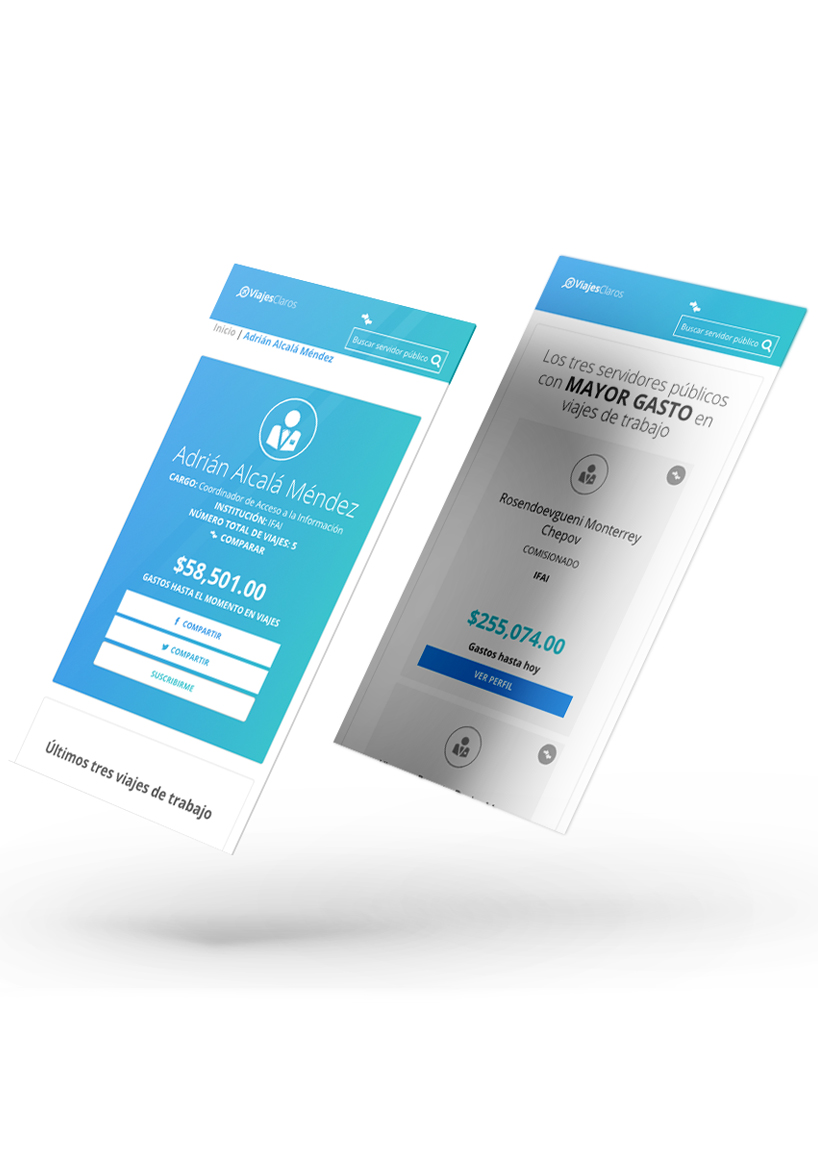 ViajesClaros
Buscar servidor público
Inicio | Adrián Alcalá Méndez
Adrián Alcalá Méndez
CARGO: Coordinador de Acceso a la Información
INSTITUCIÓN: IFAI
NÚMERO TOTAL DE VIAJES: 5
COMPARAR
$58,501.00
GASTOS HASTA EL MOMENTO EN VIAJES
COMPARTIR
COMPARTIR
SUSCRIBIRME
Últimos tres viajes de trabajo
ViajesClaros
Buscar servidor público
Los tres servidores públicos
con MAYOR GASTO en
viajes de trabajo
Rosendoevgueni Monterrey
Chepov
COMISIONADO
IFAI
$255,074.00
Gastos hasta hoy
VER PERFIL